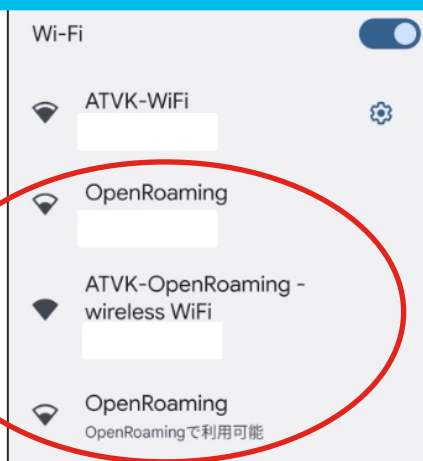 Wi-Fi
ATVK-WiFi
OpenRoaming
ATVK-OpenRoaming -
wireless WiFi
OpenRoaming
OpenRoamingで利用可能